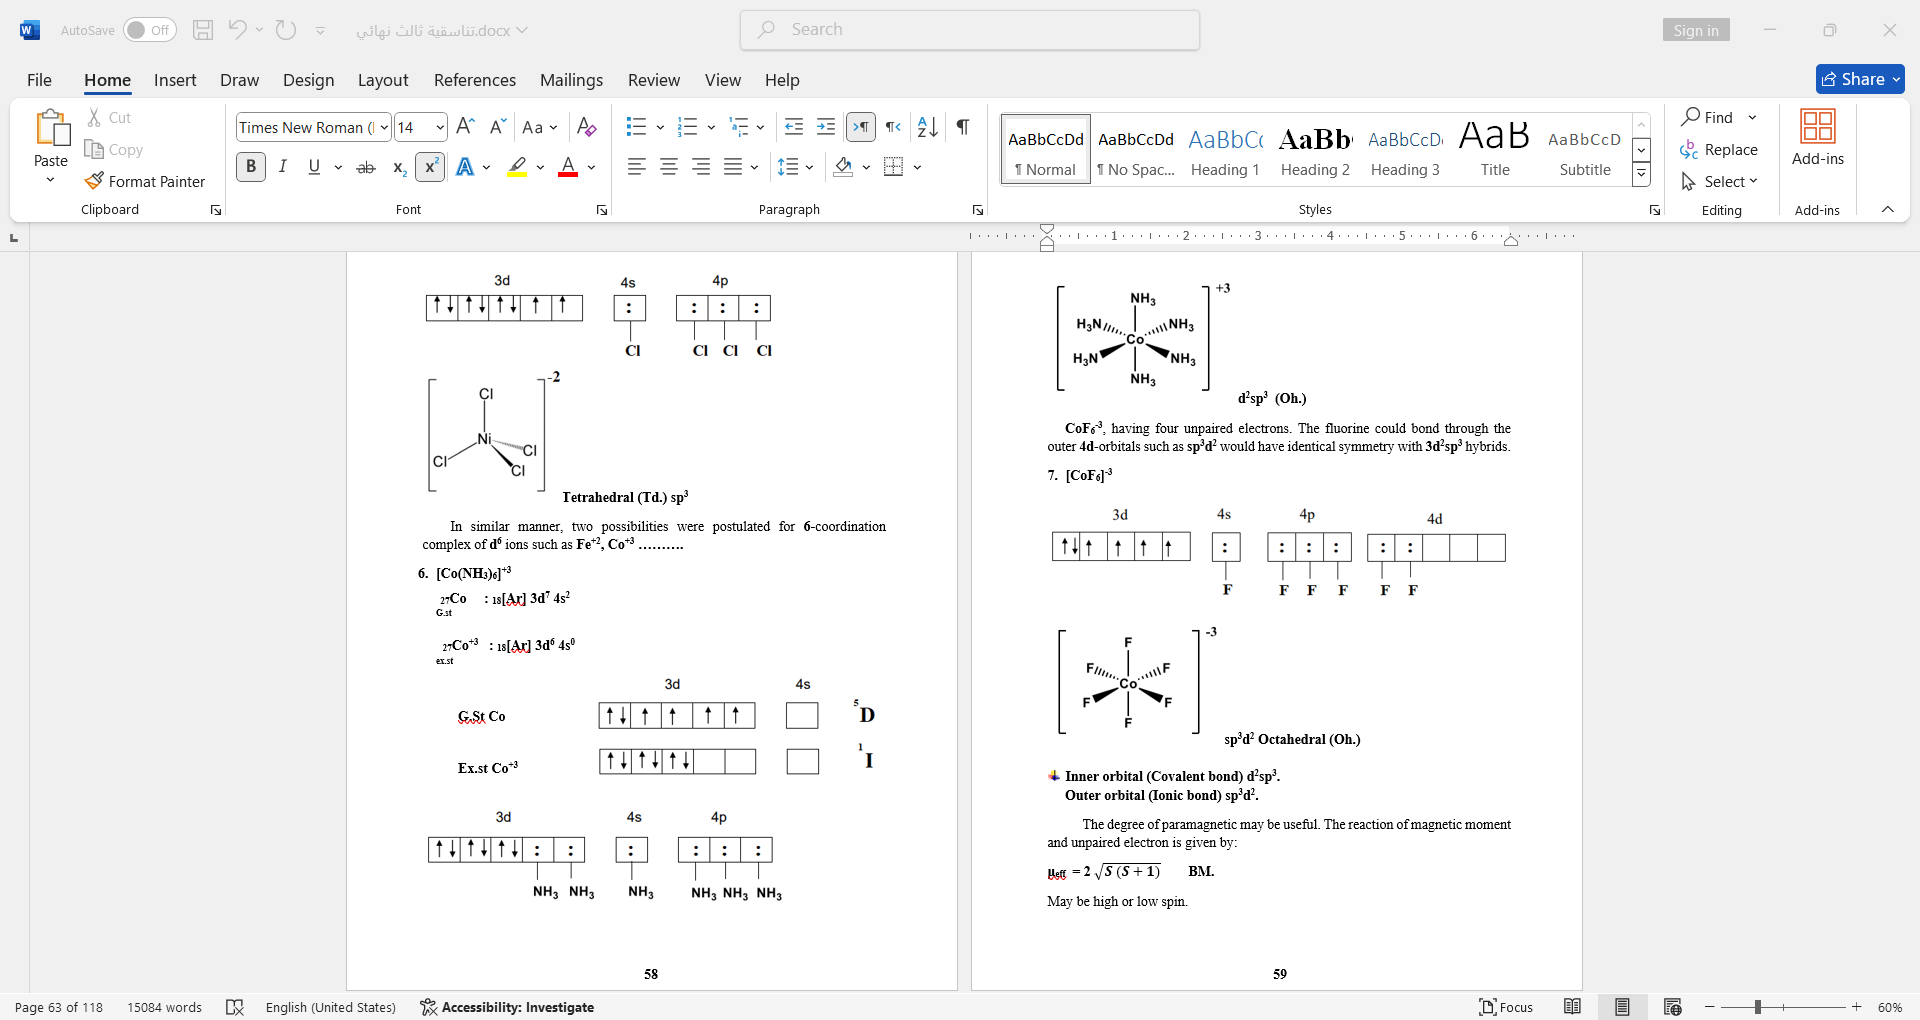 AutoSave Off تناسقية ثالث نهائي.docx Search Sign in
File Home Insert Draw Design Layout References Mailings Review View Help Share
Paste Cut Copy Format Painter Clipboard
Times New Roman ( 14 Font
Paragraph
AaBbCcDd AaBbCcDd AaBbCc AaBb AaBbCcD AaB AaBbCcD
¶ Normal ¶ No Spac... Heading 1 Heading 2 Heading 3 Title Subtitle
Styles
Find Replace Select Editing
Add-ins Add-ins
1 2 3 4 5 6
3d 4s 4p
Cl Cl Cl Cl
-2
Cl
Ni
Cl
Cl
Cl
Tetrahedral (Td.) sp³
In similar manner, two possibilities were postulated for 6-coordination
complex of d⁶ ions such as Fe⁺², Co⁺³ ……….
6. [Co(NH₃)₆]⁺³
₂₇Co : ₁₈[Ar] 3d⁷ 4s²
G.st
₂₇Co⁺³ : ₁₈[Ar] 3d⁶ 4s⁰
ex.st
3d 4s
G.St Co ⁵D
Ex.st Co⁺³ ¹I
3d 4s 4p
NH₃ NH₃ NH₃ NH₃ NH₃ NH₃
58
+3
NH₃
H₃N NH₃
Co
H₃N NH₃
NH₃
d²sp³ (Oh.)
CoF₆⁻³, having four unpaired electrons. The fluorine could bond through the
outer 4d-orbitals such as sp³d² would have identical symmetry with 3d²sp³ hybrids.
7. [CoF₆]⁻³
3d 4s 4p 4d
F F F F F F
-3
F
F F
Co
F F
F
sp³d² Octahedral (Oh.)
Inner orbital (Covalent bond) d²sp³.
Outer orbital (Ionic bond) sp³d².
The degree of paramagnetic may be useful. The reaction of magnetic moment
and unpaired electron is given by:
μeff = 2 √S (S + 1) BM.
May be high or low spin.
59
Page 63 of 118 15084 words English (United States) Accessibility: Investigate Focus 60%